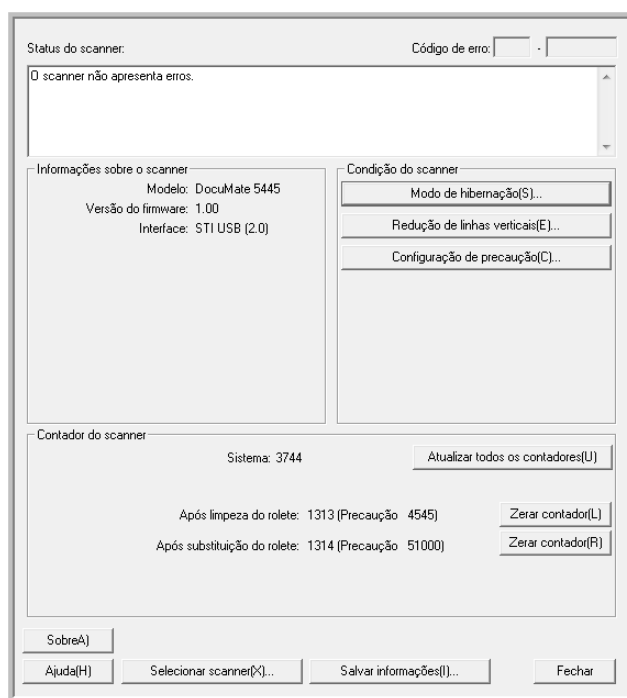 Status do scanner:
Código de erro: -
O scanner não apresenta erros.
Informações sobre o scanner
Modelo: DocuMate 5445
Versão do firmware: 1.00
Interface: STI USB (2.0)
Condição do scanner
Modo de hibernação(S)...
Redução de linhas verticais(E)...
Configuração de precaução(C)...
Contador do scanner
Sistema: 3744
Atualizar todos os contadores(U)
Após limpeza do rolete: 1313 (Precaução 4545)
Zerar contador(L)
Após substituição do rolete: 1314 (Precaução 51000)
Zerar contador(R)
SobreA)
Ajuda(H)
Selecionar scanner(X)...
Salvar informações(I)...
Fechar